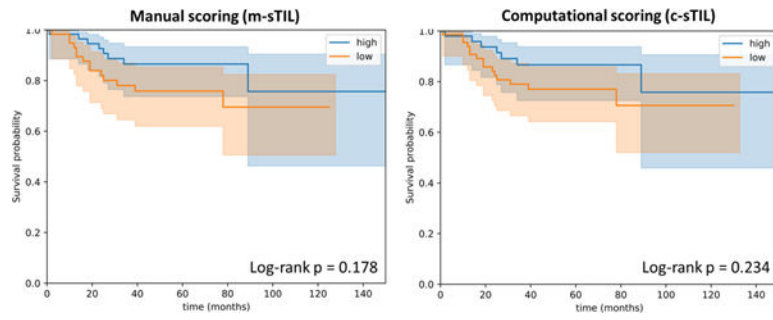 Manual scoring (m-sTIL)
1.0
0.8
0.6
0.4
0.2
0.0
Survival probability
high
low
Log-rank p = 0.178
0 20 40 60 80 100 120 140
time (months)
Computational scoring (c-sTIL)
1.0
0.8
0.6
0.4
0.2
0.0
Survival probability
high
low
Log-rank p = 0.234
0 20 40 60 80 100 120 140
time (months)